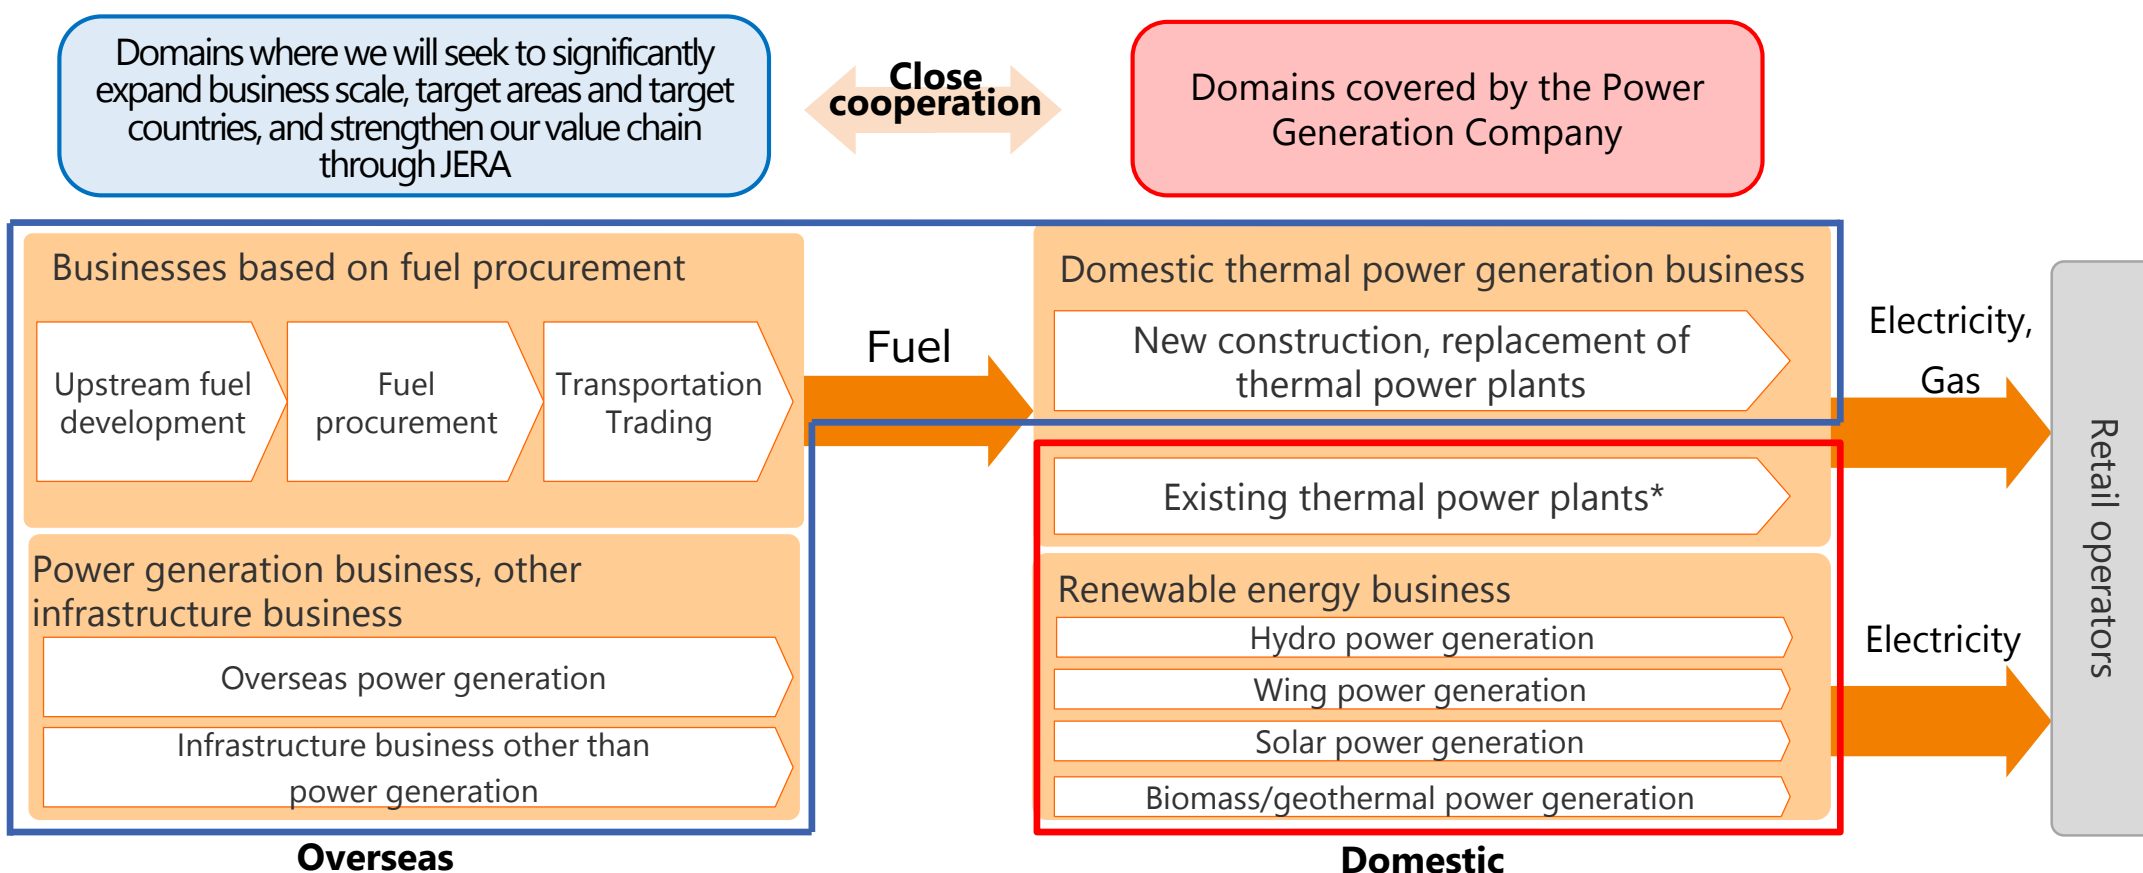 Domains where we will seek to significantly
expand business scale, target areas and target
countries, and strengthen our value chain
through JERA
Close
cooperation
Domains covered by the Power
Generation Company
Businesses based on fuel procurement
Upstream fuel
development
Fuel
procurement
Transportation
Trading
Fuel
Domestic thermal power generation business
New construction, replacement of
thermal power plants
Existing thermal power plants*
Electricity,
Gas
Power generation business, other
infrastructure business
Overseas power generation
Infrastructure business other than
power generation
Renewable energy business
Hydro power generation
Wing power generation
Solar power generation
Biomass/geothermal power generation
Electricity
Retail operators
Overseas
Domestic